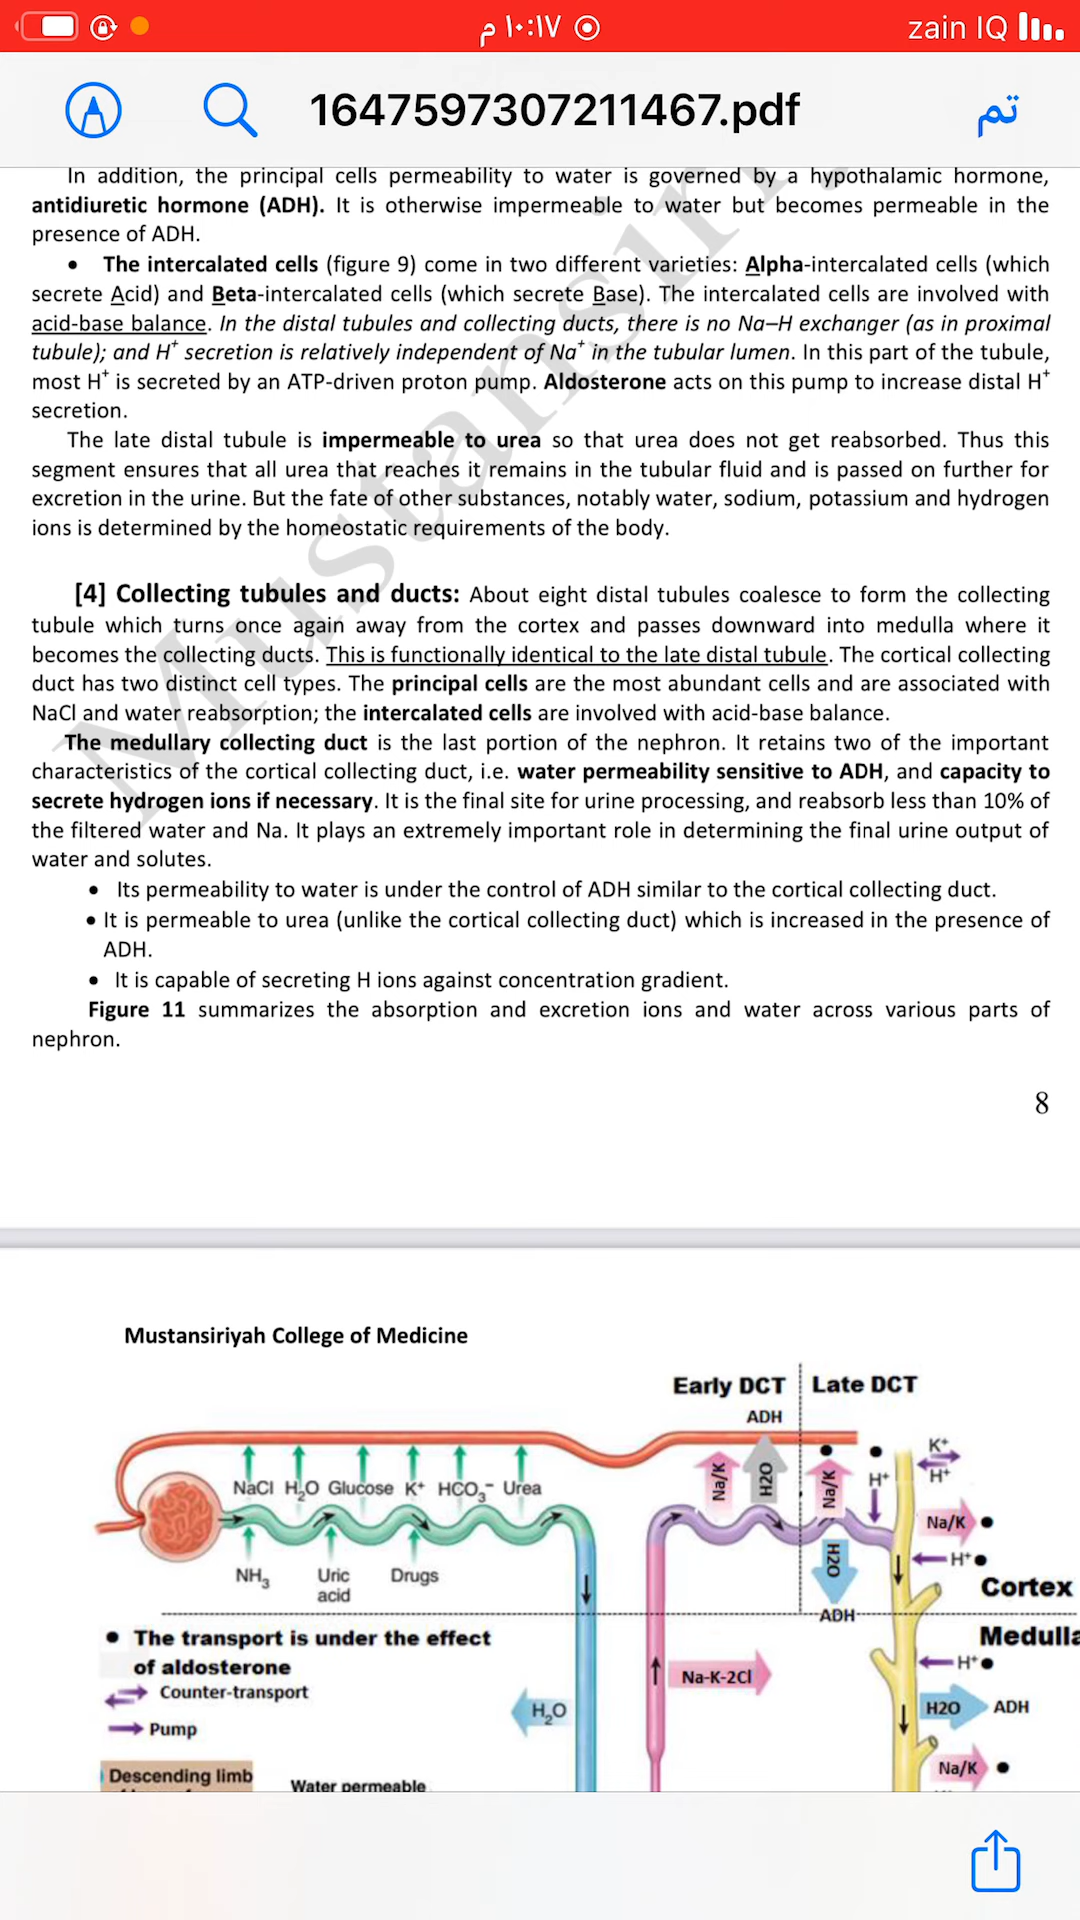 ١٠:١٧ م
zain IQ
1647597307211467.pdf
تم
In addition, the principal cells permeability to water is governed by a hypothalamic hormone,
antidiuretic hormone (ADH). It is otherwise impermeable to water but becomes permeable in the
presence of ADH.
• The intercalated cells (figure 9) come in two different varieties: Alpha-intercalated cells (which
secrete Acid) and Beta-intercalated cells (which secrete Base). The intercalated cells are involved with
acid-base balance. In the distal tubules and collecting ducts, there is no Na–H exchanger (as in proximal
tubule); and H⁺ secretion is relatively independent of Na⁺ in the tubular lumen. In this part of the tubule,
most H⁺ is secreted by an ATP-driven proton pump. Aldosterone acts on this pump to increase distal H⁺
secretion.
The late distal tubule is impermeable to urea so that urea does not get reabsorbed. Thus this
segment ensures that all urea that reaches it remains in the tubular fluid and is passed on further for
excretion in the urine. But the fate of other substances, notably water, sodium, potassium and hydrogen
ions is determined by the homeostatic requirements of the body.
[4] Collecting tubules and ducts: About eight distal tubules coalesce to form the collecting
tubule which turns once again away from the cortex and passes downward into medulla where it
becomes the collecting ducts. This is functionally identical to the late distal tubule. The cortical collecting
duct has two distinct cell types. The principal cells are the most abundant cells and are associated with
NaCl and water reabsorption; the intercalated cells are involved with acid-base balance.
The medullary collecting duct is the last portion of the nephron. It retains two of the important
characteristics of the cortical collecting duct, i.e. water permeability sensitive to ADH, and capacity to
secrete hydrogen ions if necessary. It is the final site for urine processing, and reabsorb less than 10% of
the filtered water and Na. It plays an extremely important role in determining the final urine output of
water and solutes.
• Its permeability to water is under the control of ADH similar to the cortical collecting duct.
• It is permeable to urea (unlike the cortical collecting duct) which is increased in the presence of
ADH.
• It is capable of secreting H ions against concentration gradient.
Figure 11 summarizes the absorption and excretion ions and water across various parts of
nephron.
8
Mustansiriyah College of Medicine
Early DCT Late DCT
ADH
K⁺
H⁺
Na/K H2O Na/K H⁺
NaCl H₂O Glucose K⁺ HCO₃⁻ Urea
Na/K
H2O
H⁺
NH₃ Uric acid Drugs
Cortex
ADH
• The transport is under the effect
of aldosterone
Medulla
H⁺
Counter-transport
Na-K-2Cl
H₂O
H2O ADH
Pump
Na/K
Descending limb
Water permeable